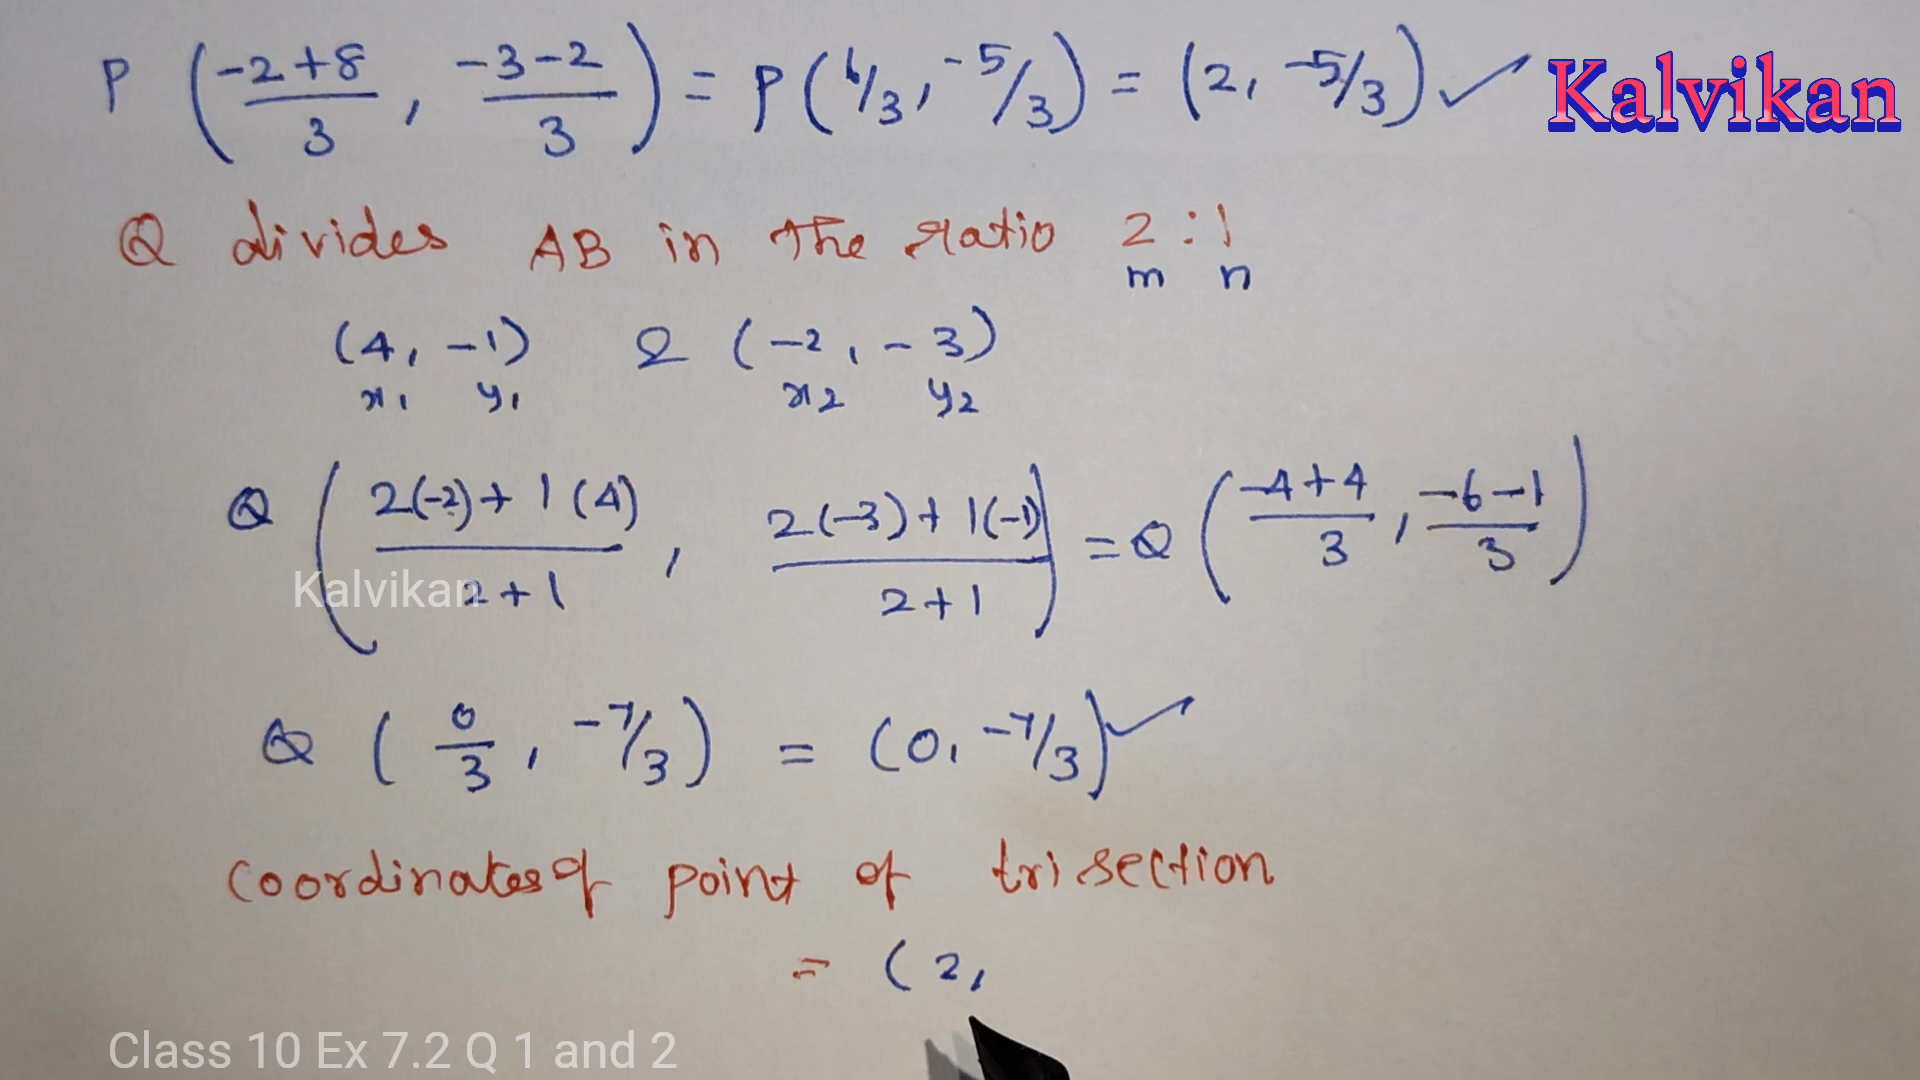 P ( -2+8/3 , -3-2/3 ) = P ( 6/3 , -5/3 ) = (2, -5/3) ✓ Kalvikan
Q divides AB in the ratio 2 : 1
m n
(4, -1) & (-2, -3)
x1 y1 x2 y2
Q ( 2(-2)+1(4)/2+1 , 2(-3)+1(-1)/2+1 ) = Q ( -4+4/3 , -6-1/3 )
Kalvikan
Q ( 0/3 , -7/3 ) = (0, -7/3) ✓
Coordinates of point of trisection
= (2,
Class 10 Ex 7.2 Q 1 and 2